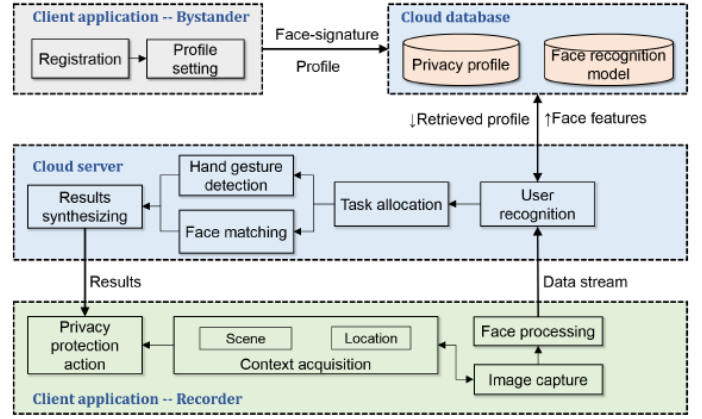 Client application -- Bystander
Registration
Profile
setting
Face-signature
Profile
Cloud database
Privacy profile
Face recognition
model
↓Retrieved profile
↑Face features
Cloud server
Hand gesture
detection
Results
synthesizing
Face matching
Task allocation
User
recognition
Results
Data stream
Privacy
protection
action
Scene
Location
Context acquisition
Face processing
Image capture
Client application -- Recorder